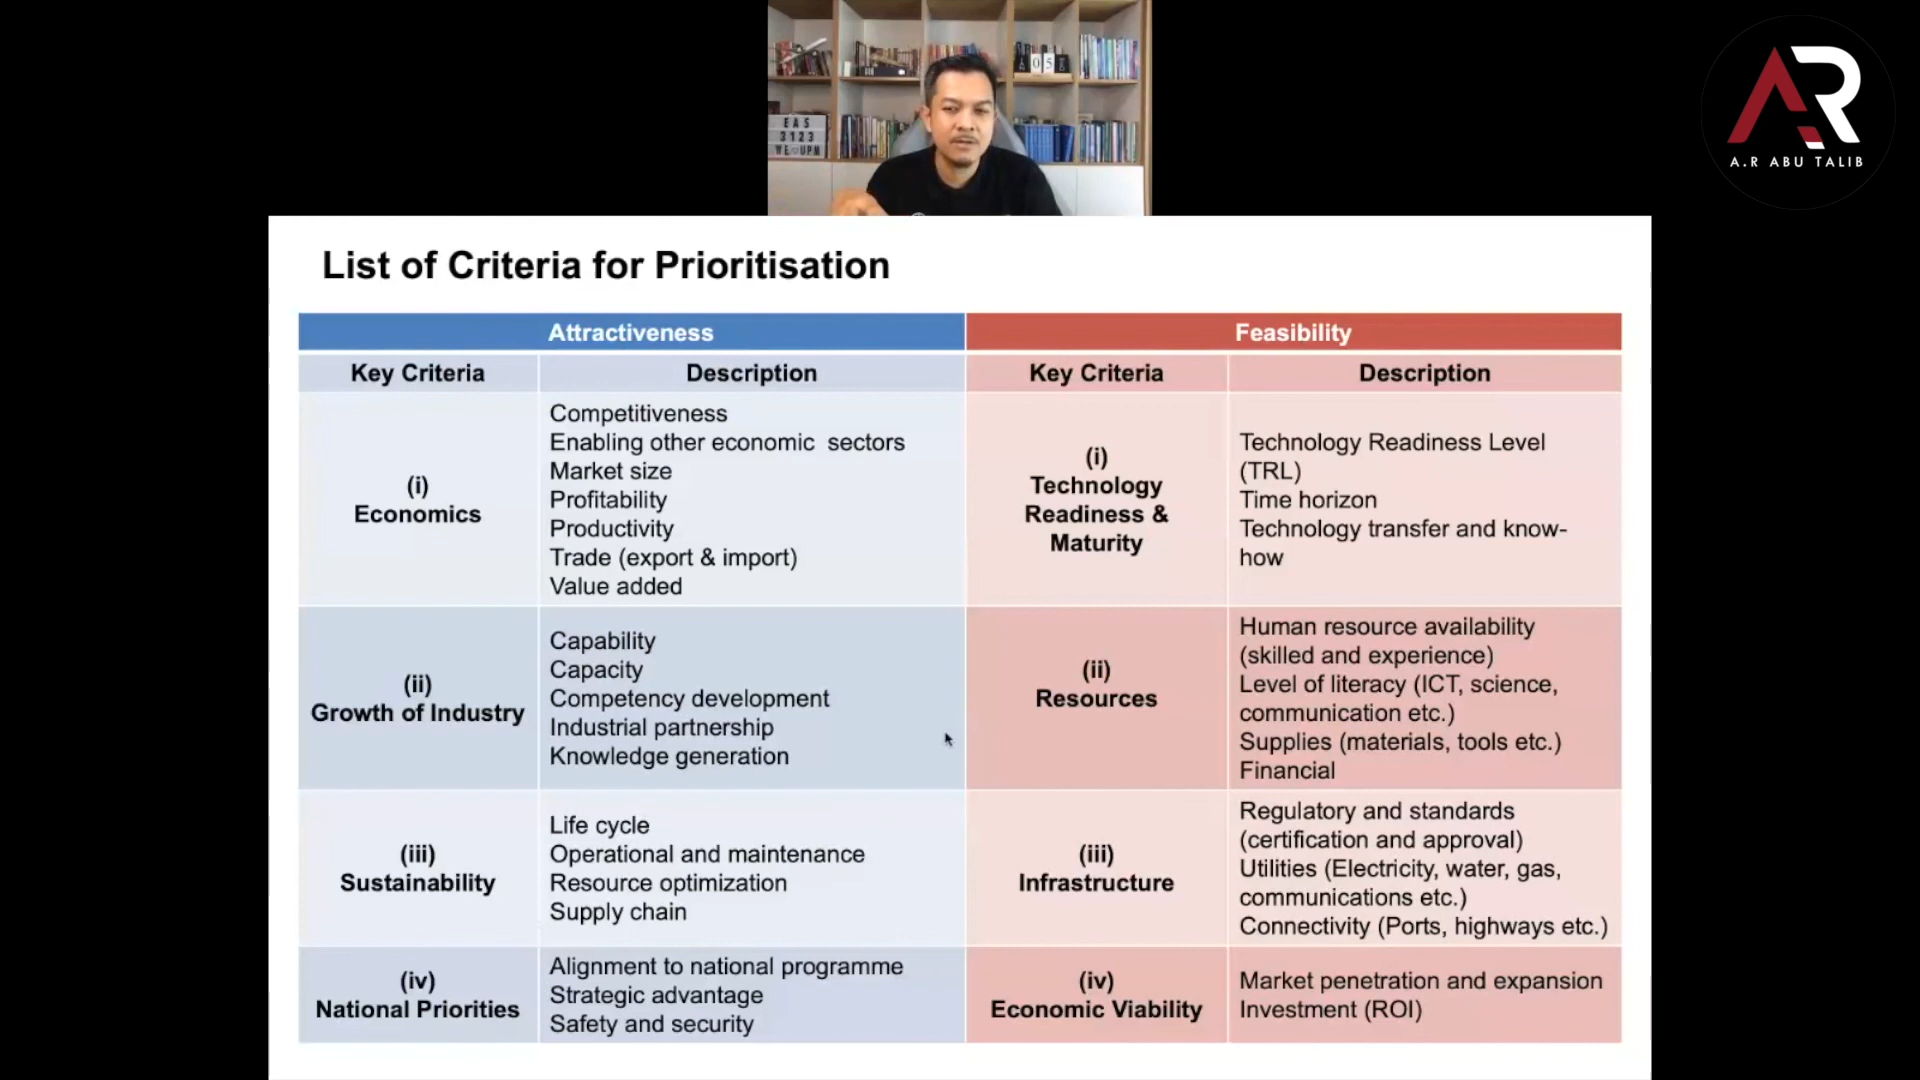 EAS
3123
WE♡UPM
05
AR
A.R ABU TALIB
List of Criteria for Prioritisation
Attractiveness
Feasibility
Key Criteria
Description
Key Criteria
Description
(i)
Economics
Competitiveness
Enabling other economic sectors
Market size
Profitability
Productivity
Trade (export & import)
Value added
(i)
Technology
Readiness &
Maturity
Technology Readiness Level
(TRL)
Time horizon
Technology transfer and know-
how
(ii)
Growth of Industry
Capability
Capacity
Competency development
Industrial partnership
Knowledge generation
(ii)
Resources
Human resource availability
(skilled and experience)
Level of literacy (ICT, science,
communication etc.)
Supplies (materials, tools etc.)
Financial
(iii)
Sustainability
Life cycle
Operational and maintenance
Resource optimization
Supply chain
(iii)
Infrastructure
Regulatory and standards
(certification and approval)
Utilities (Electricity, water, gas,
communications etc.)
Connectivity (Ports, highways etc.)
(iv)
National Priorities
Alignment to national programme
Strategic advantage
Safety and security
(iv)
Economic Viability
Market penetration and expansion
Investment (ROI)